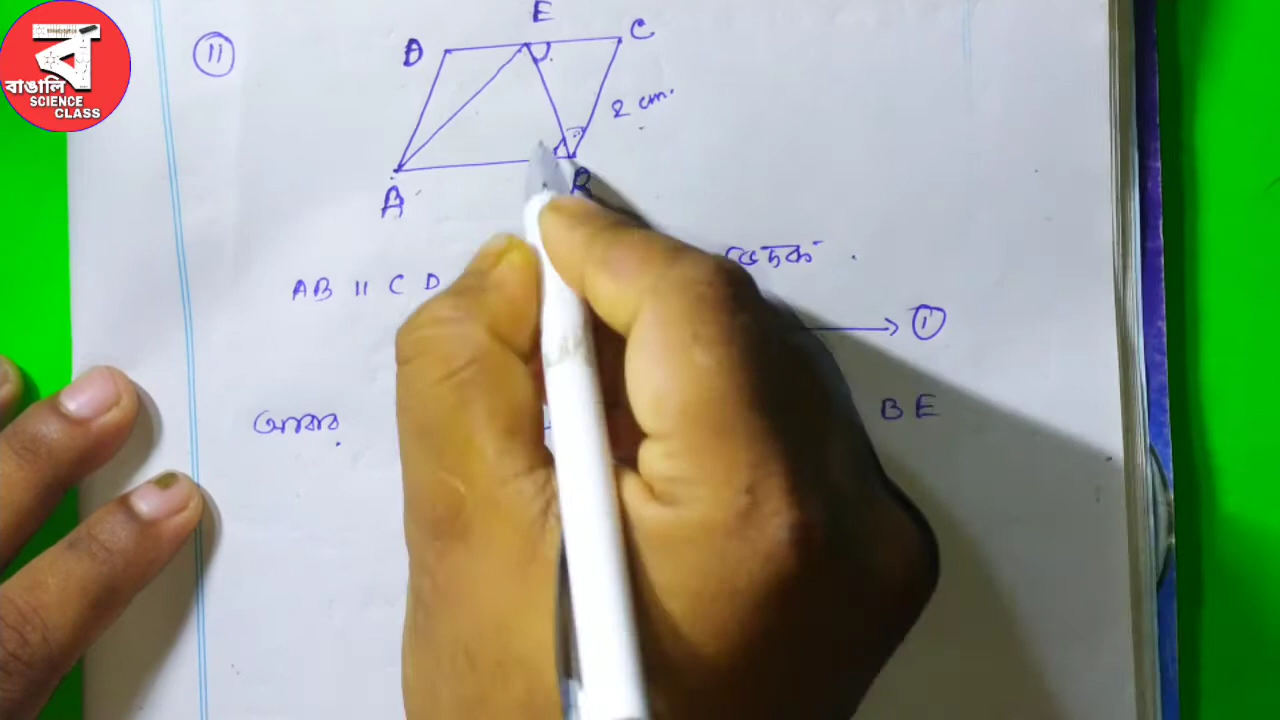 বাঙালি
SCIENCE
CLASS
11
D E C
2 cm.
A B
AB || CD
ভেদক
→ 1
আবার
BE